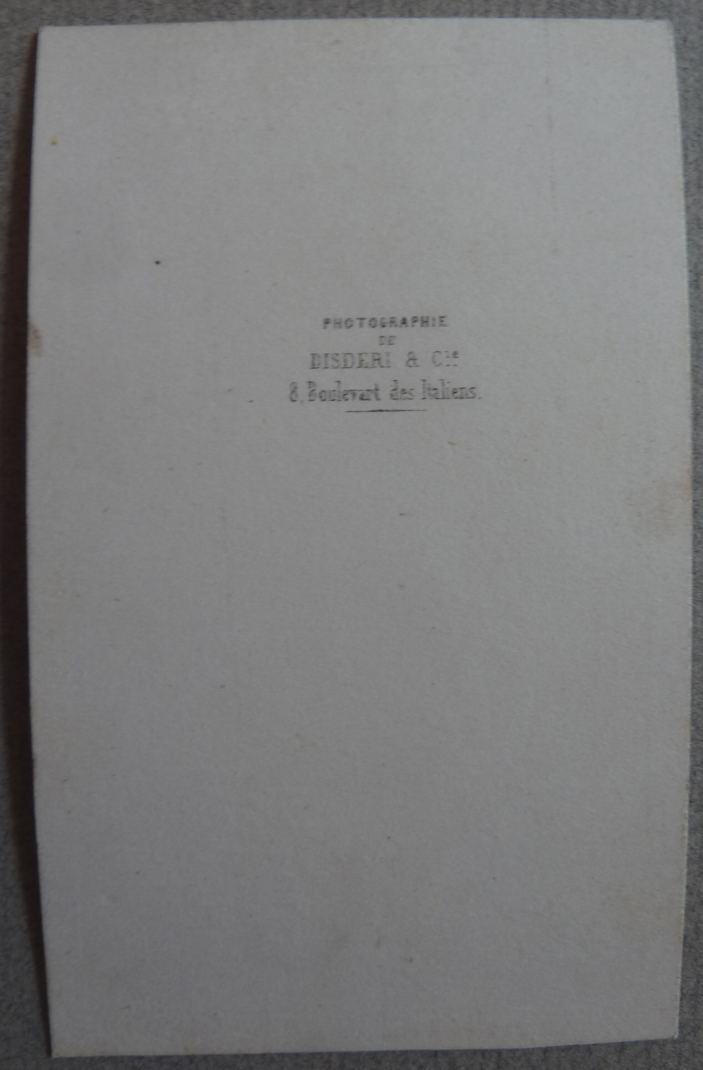 PHOTOGRAPHIE
DE
DISDERI & Cie
8, Boulevart des Italiens.